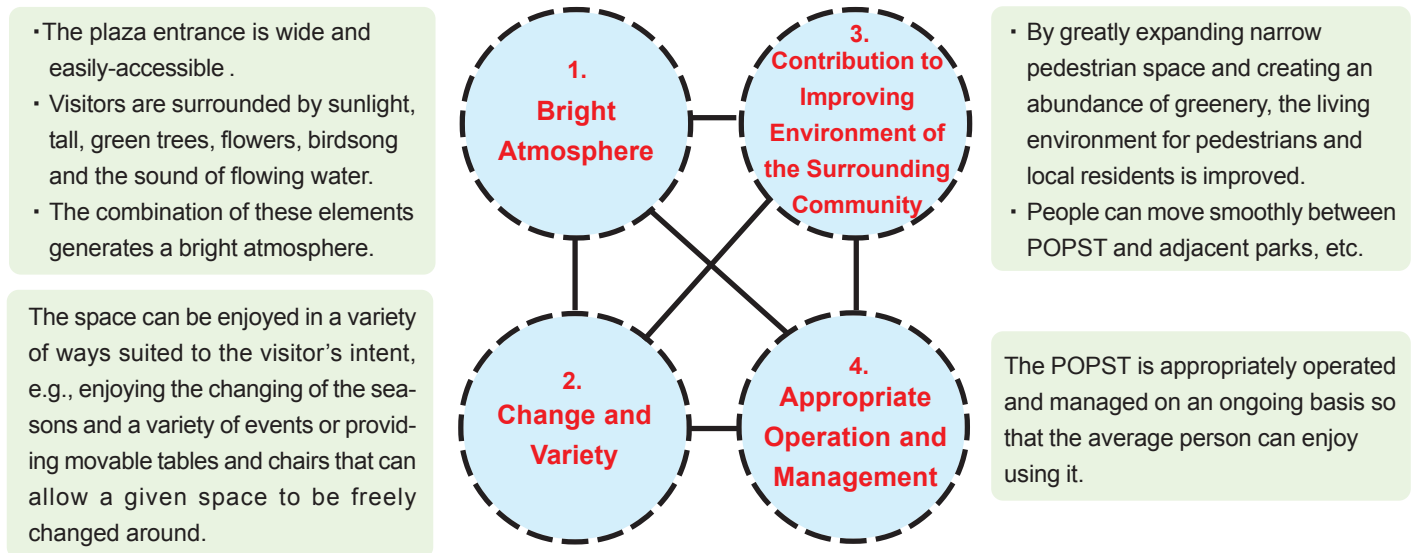 ・The plaza entrance is wide and
easily-accessible .
・ Visitors are surrounded by sunlight,
tall, green trees, flowers, birdsong
and the sound of flowing water.
・ The combination of these elements
generates a bright atmosphere.
The space can be enjoyed in a variety
of ways suited to the visitor’s intent,
e.g., enjoying the changing of the sea-
sons and a variety of events or provid-
ing movable tables and chairs that can
allow a given space to be freely
changed around.
1.
Bright
Atmosphere
2.
Change and
Variety
3.
Contribution to
Improving
Environment of
the Surrounding
Community
4.
Appropriate
Operation and
Management
・ By greatly expanding narrow
pedestrian space and creating an
abundance of greenery, the living
environment for pedestrians and
local residents is improved.
・ People can move smoothly between
POPST and adjacent parks, etc.
The POPST is appropriately operated
and managed on an ongoing basis so
that the average person can enjoy
using it.